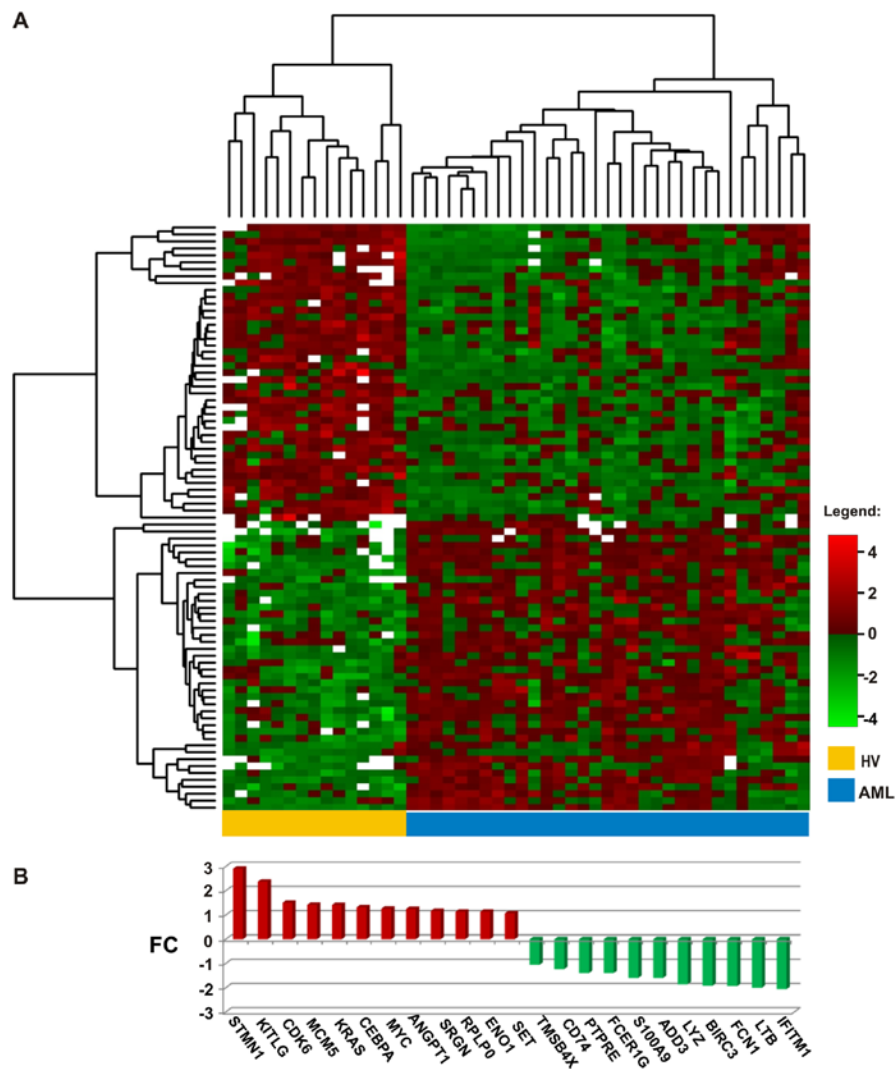 A
Legend:
4
2
0
-2
-4
HV
AML
B
3
2
1
0
-1
-2
-3
FC
STMN1
KITLG
CDK6
MCM5
KRAS
CEBPA
MYC
ANGPT1
SRGN
RPLP0
ENO1
SET
TMSB4X
CD74
PTPRE
FCER1G
S100A9
ADD3
LYZ
BIRC3
FCN1
LTB
IFITM1